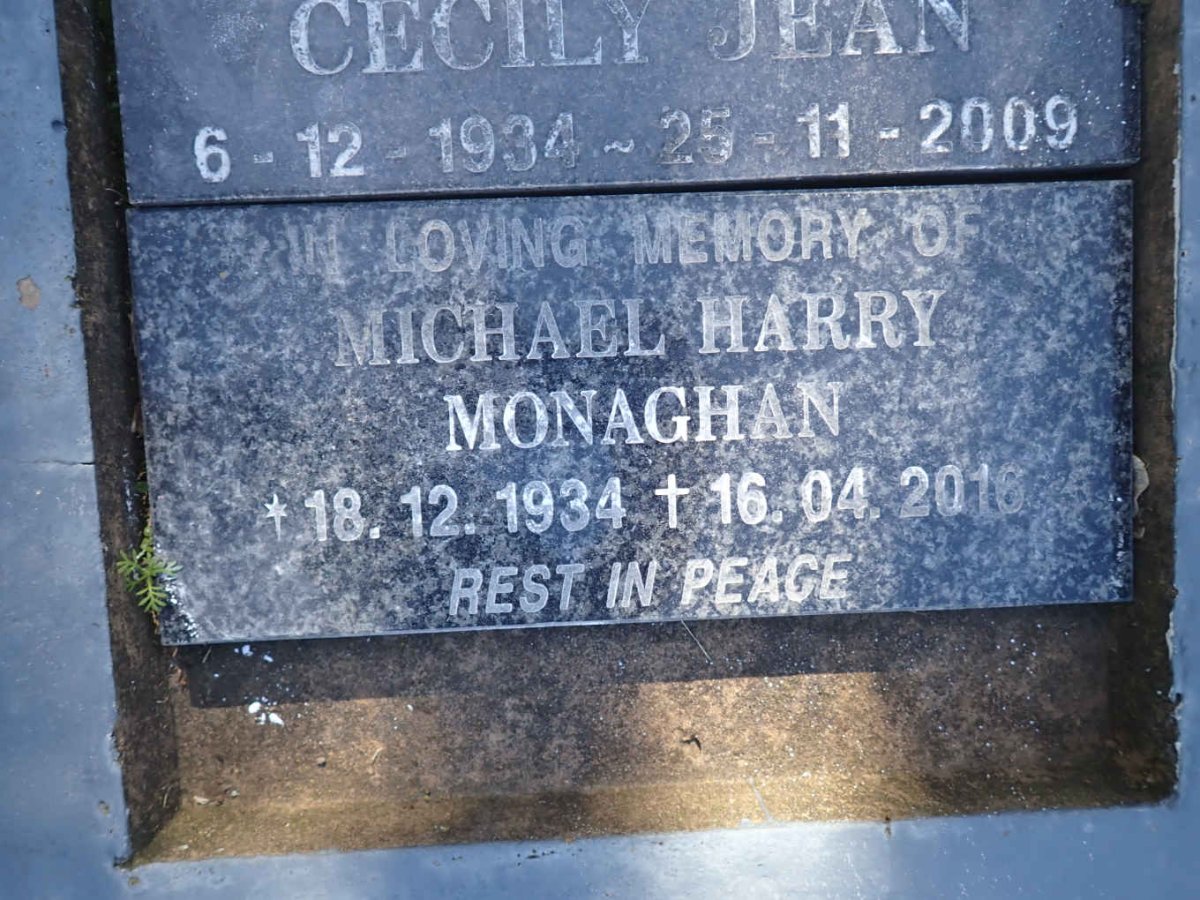 CECILY JEAN
6 - 12 - 1934 ~ 25 - 11 - 2009
IN LOVING MEMORY OF
MICHAEL HARRY
MONAGHAN
* 18. 12. 1934 † 16. 04. 2016
REST IN PEACE